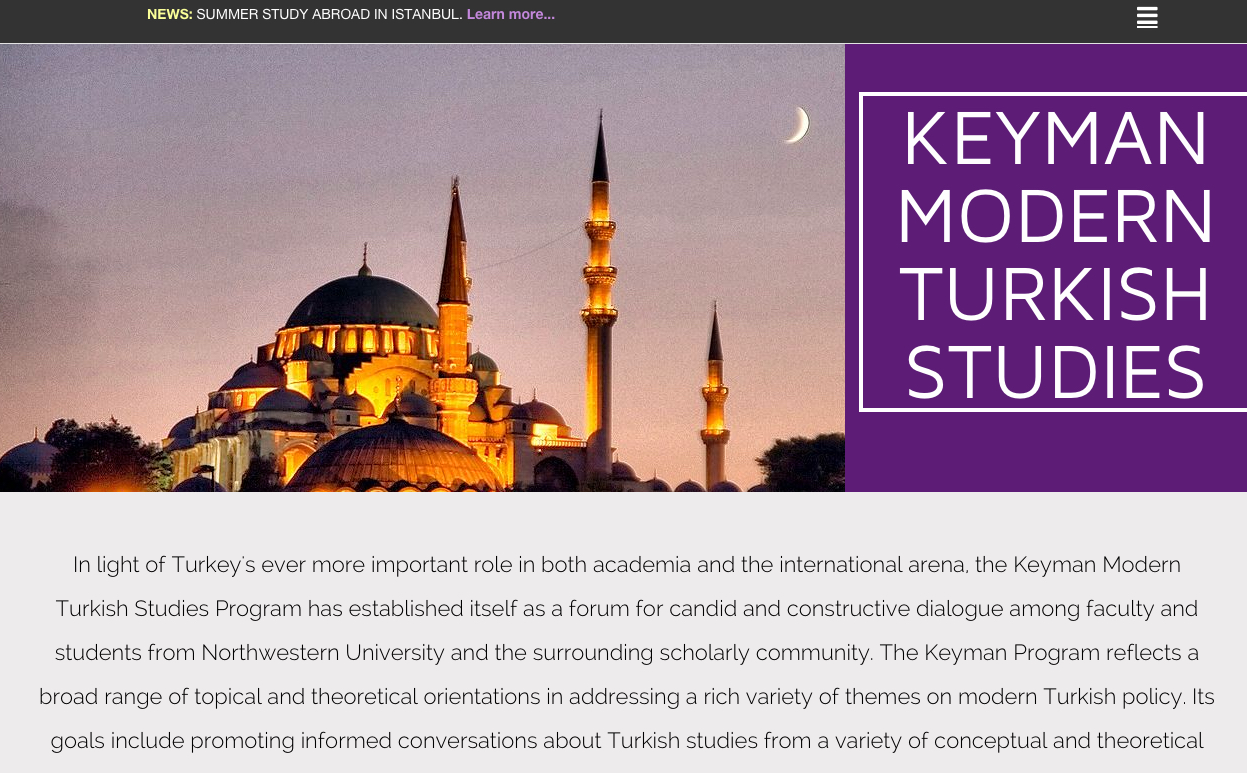 NEWS: SUMMER STUDY ABROAD IN ISTANBUL. Learn more...
KEYMAN
MODERN
TURKISH
STUDIES
In light of Turkey's ever more important role in both academia and the international arena, the Keyman Modern
Turkish Studies Program has established itself as a forum for candid and constructive dialogue among faculty and
students from Northwestern University and the surrounding scholarly community. The Keyman Program reflects a
broad range of topical and theoretical orientations in addressing a rich variety of themes on modern Turkish policy. Its
goals include promoting informed conversations about Turkish studies from a variety of conceptual and theoretical